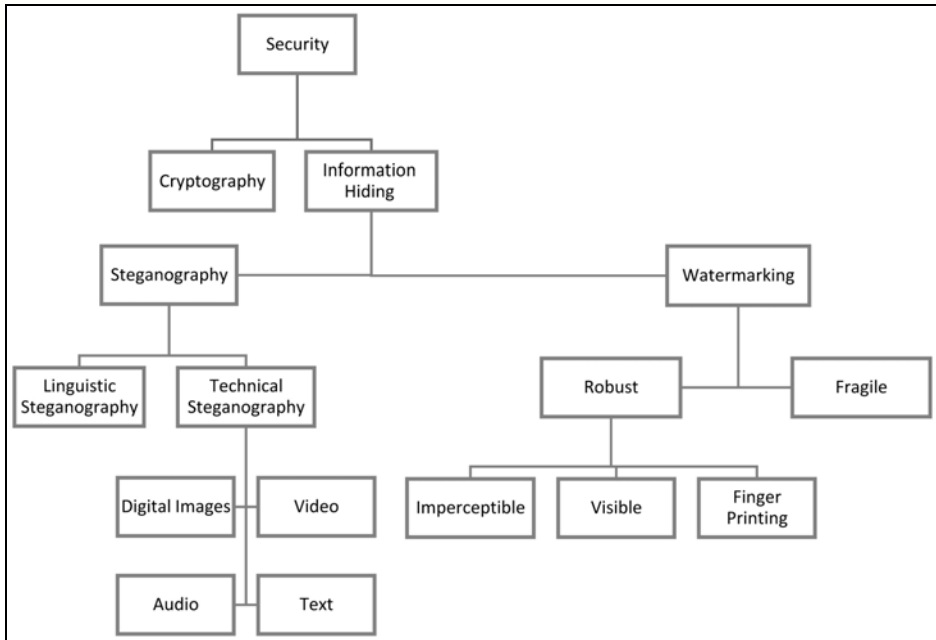 Security
Cryptography
Information
Hiding
Steganography
Watermarking
Linguistic
Steganography
Technical
Steganography
Robust
Fragile
Digital Images
Video
Imperceptible
Visible
Finger
Printing
Audio
Text